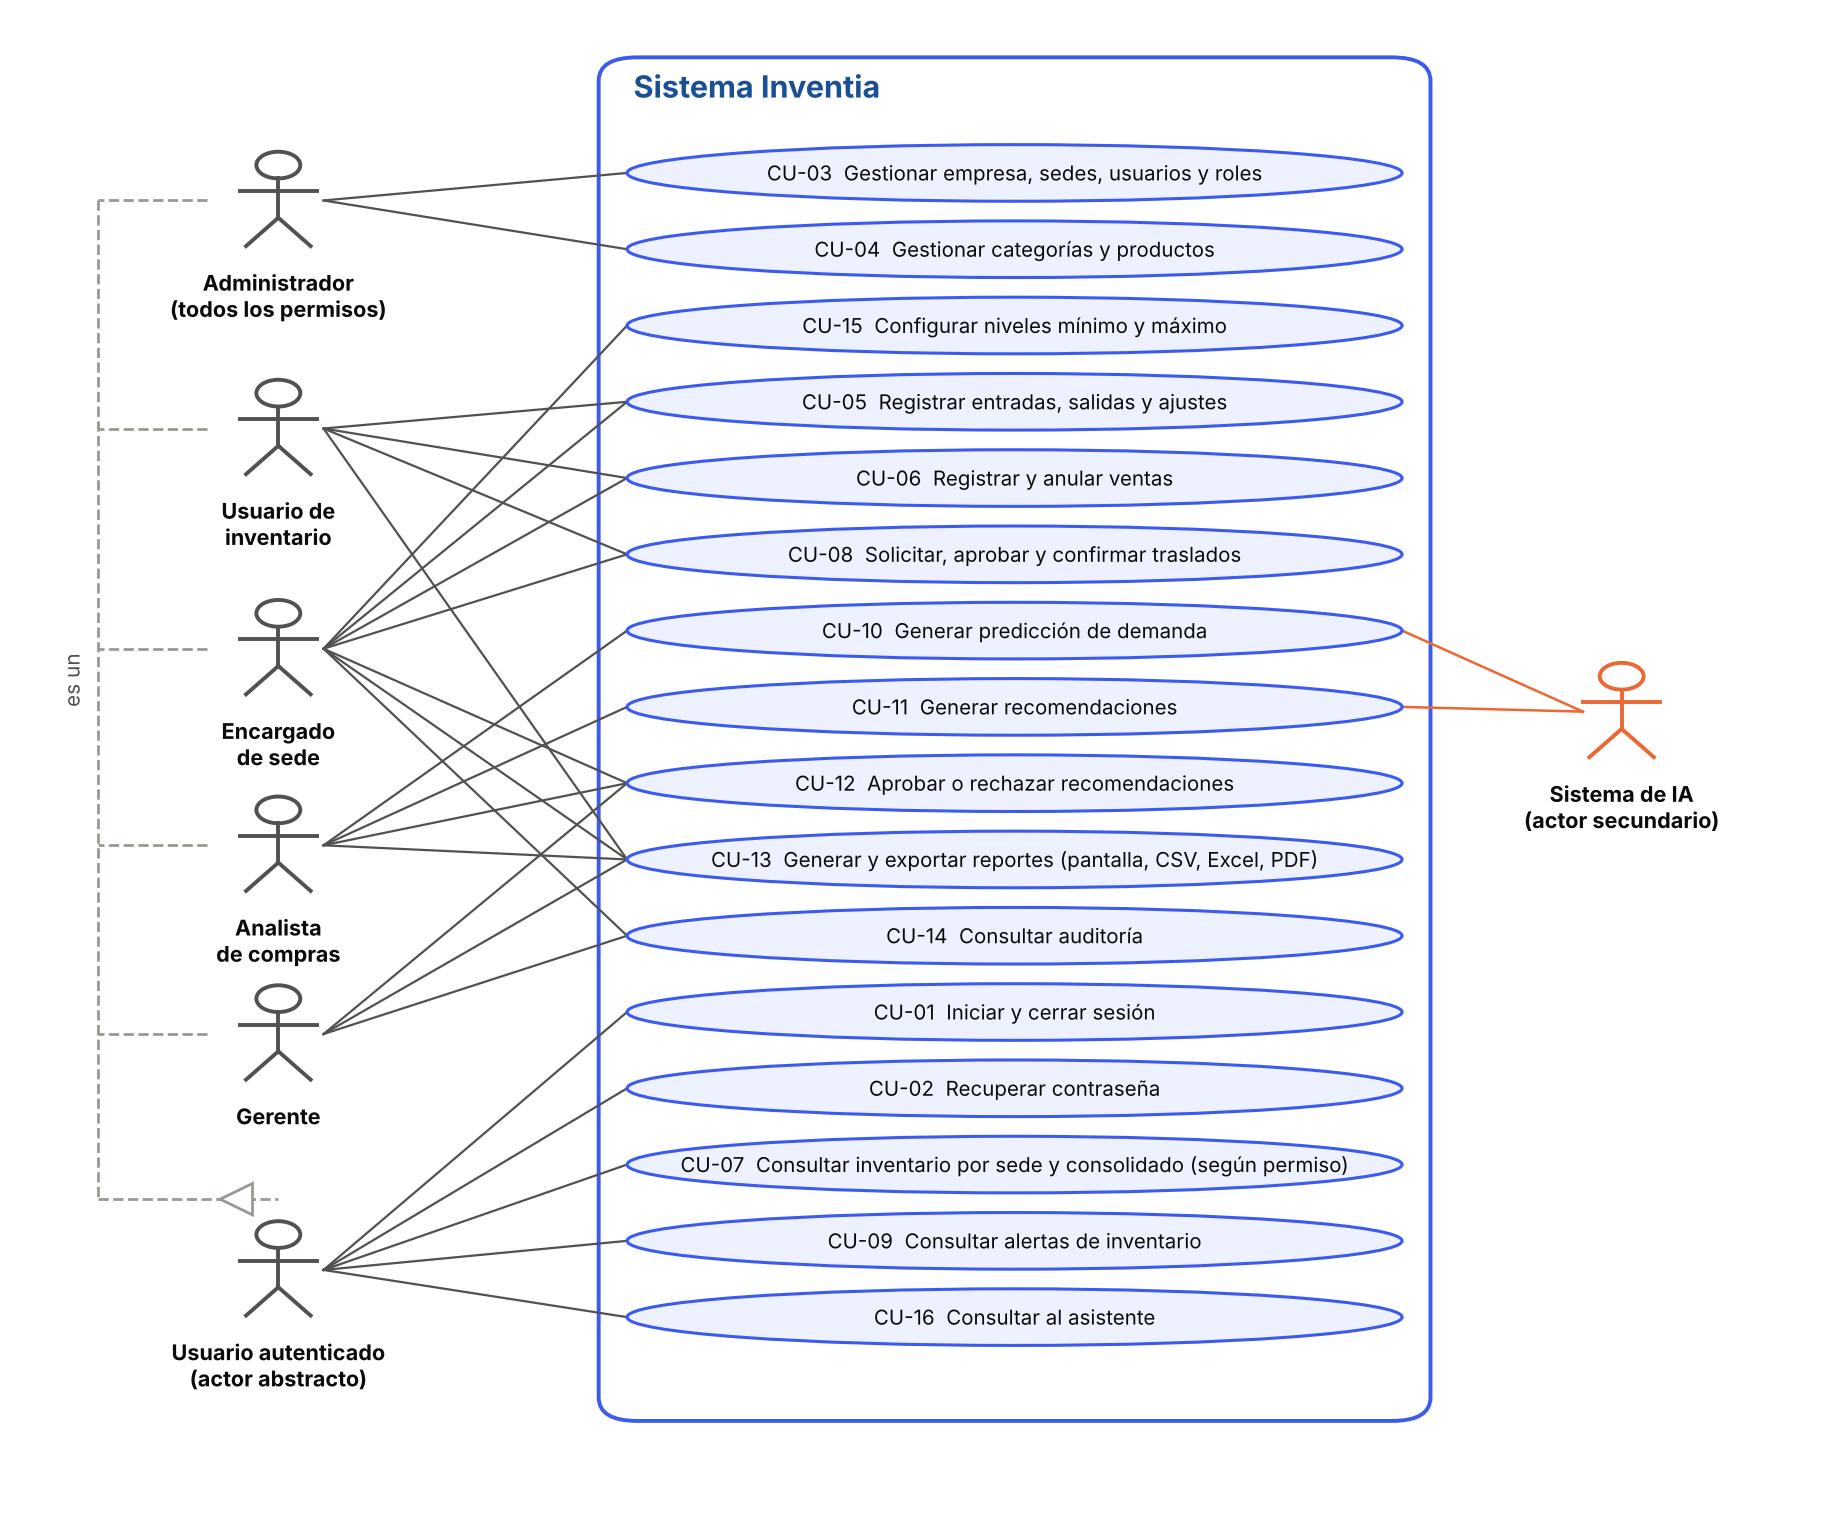 Sistema Inventia
CU-03 Gestionar empresa, sedes, usuarios y roles
CU-04 Gestionar categorías y productos
CU-15 Configurar niveles mínimo y máximo
CU-05 Registrar entradas, salidas y ajustes
CU-06 Registrar y anular ventas
CU-08 Solicitar, aprobar y confirmar traslados
CU-10 Generar predicción de demanda
CU-11 Generar recomendaciones
CU-12 Aprobar o rechazar recomendaciones
CU-13 Generar y exportar reportes (pantalla, CSV, Excel, PDF)
CU-14 Consultar auditoría
CU-01 Iniciar y cerrar sesión
CU-02 Recuperar contraseña
CU-07 Consultar inventario por sede y consolidado (según permiso)
CU-09 Consultar alertas de inventario
CU-16 Consultar al asistente
Administrador
(todos los permisos)
Usuario de
inventario
Encargado
de sede
Analista
de compras
Gerente
Usuario autenticado
(actor abstracto)
es un
Sistema de IA
(actor secundario)